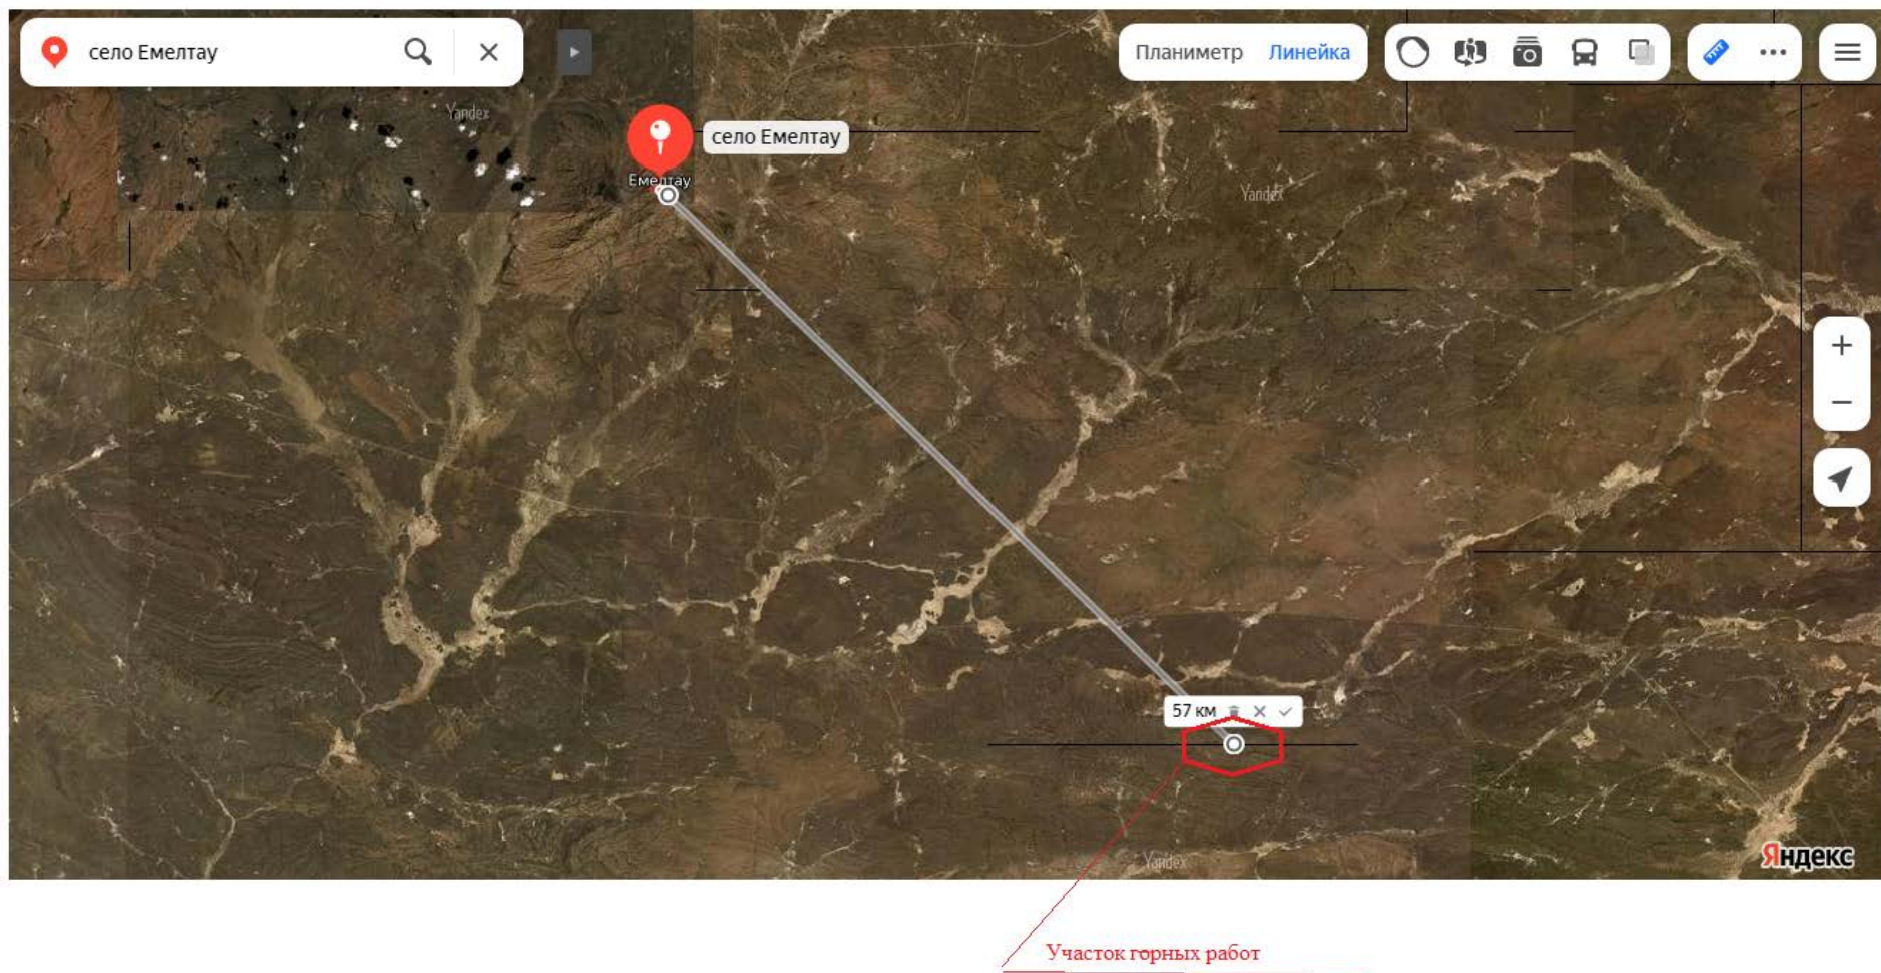 село Емелтау
Планиметр Линейка
Yandex
село Емелтау
Емелтау
Yandex
57 км
Yandex
Яндекс
Участок горных работ